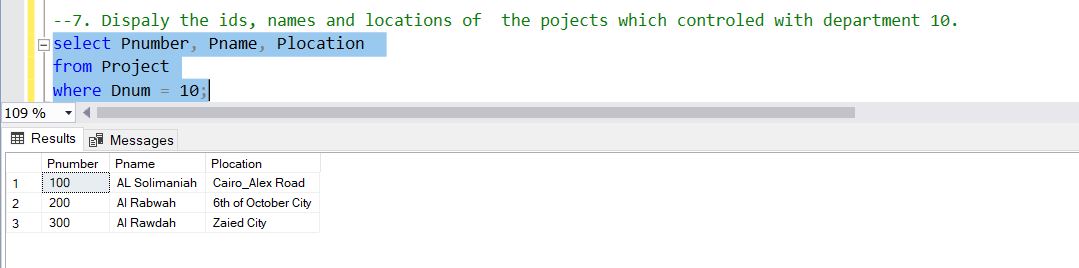 --7. Dispaly the ids, names and locations of  the pojects which controled with department 10.
select Pnumber, Pname, Plocation
from Project
where Dnum = 10;
109 %
Results Messages
Pnumber Pname Plocation
1 100 AL Solimaniah Cairo_Alex Road
2 200 Al Rabwah 6th of October City
3 300 Al Rawdah Zaied City